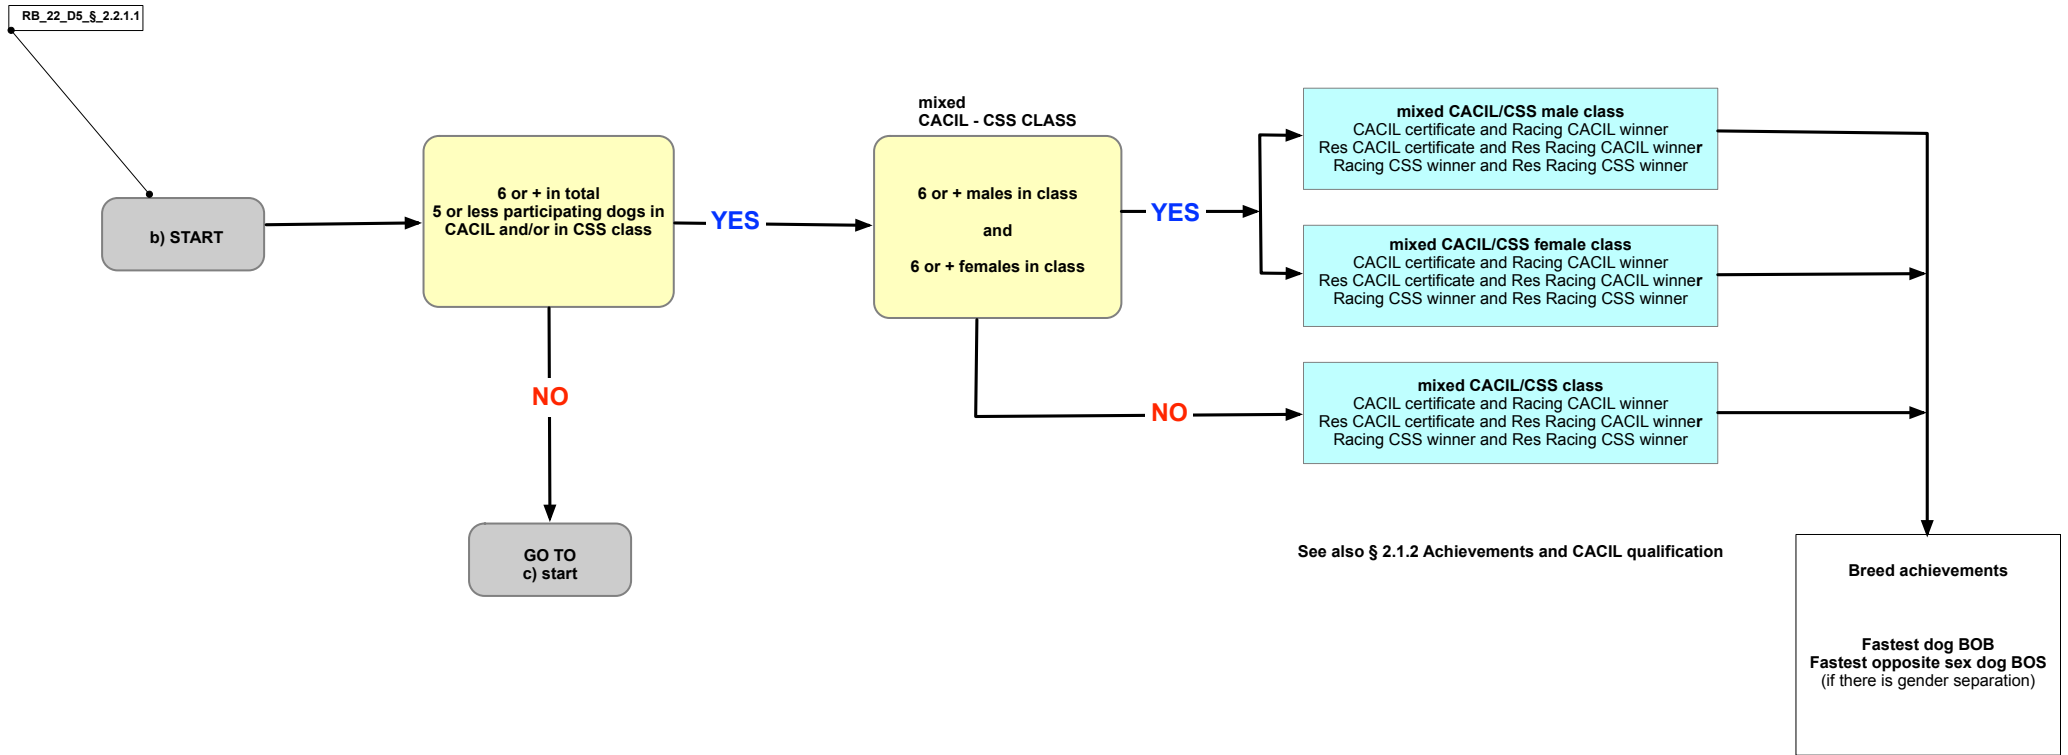 RB_22_D5_§_2.2.1.1
b) START
6 or + in total
5 or less participating dogs in
CACIL and/or in CSS class
YES
NO
GO TO
c) start
mixed
CACIL - CSS CLASS
6 or + males in class
and
6 or + females in class
YES
NO
mixed CACIL/CSS male class
CACIL certificate and Racing CACIL winner
Res CACIL certificate and Res Racing CACIL winner
Racing CSS winner and Res Racing CSS winner
mixed CACIL/CSS female class
CACIL certificate and Racing CACIL winner
Res CACIL certificate and Res Racing CACIL winner
Racing CSS winner and Res Racing CSS winner
mixed CACIL/CSS class
CACIL certificate and Racing CACIL winner
Res CACIL certificate and Res Racing CACIL winner
Racing CSS winner and Res Racing CSS winner
See also § 2.1.2 Achievements and CACIL qualification
Breed achievements
Fastest dog BOB
Fastest opposite sex dog BOS
(if there is gender separation)